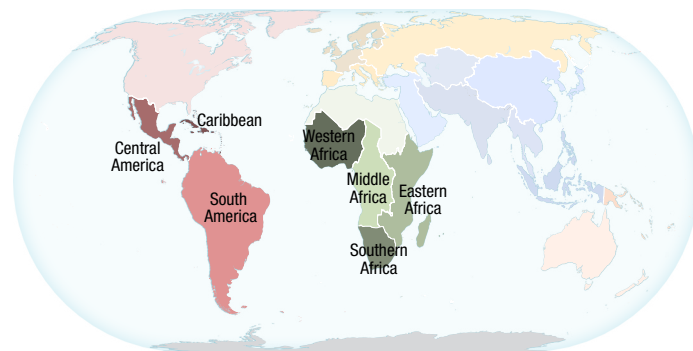 Caribbean
Central
America
South
America
Western
Africa
Middle
Africa
Eastern
Africa
Southern
Africa